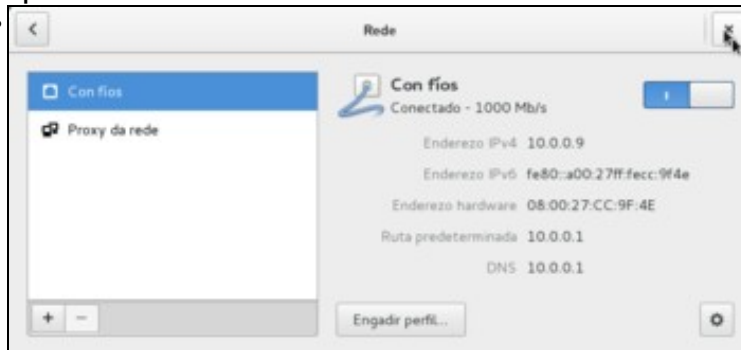 Rede
Con fíos
Proxy da rede
Con fíos
Conectado - 1000 Mb/s
Enderezo IPv4 10.0.0.9
Enderezo IPv6 fe80::a00:27ff:fecc:9f4e
Enderezo hardware 08:00:27:CC:9F:4E
Ruta predeterminada 10.0.0.1
DNS 10.0.0.1
Engadir perfil...